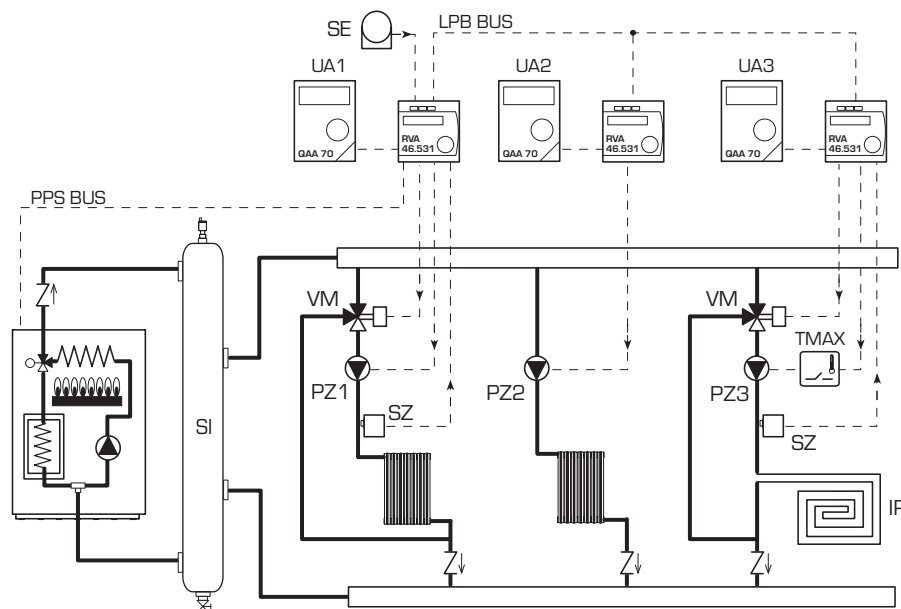 SE
LPB BUS
UA1
UA2
UA3
QAA 70
RVA
46.531
QAA 70
RVA
46.531
QAA 70
RVA
46.531
PPS BUS
VM
VM
TMAX
PZ1
PZ2
PZ3
SZ
SZ
SI